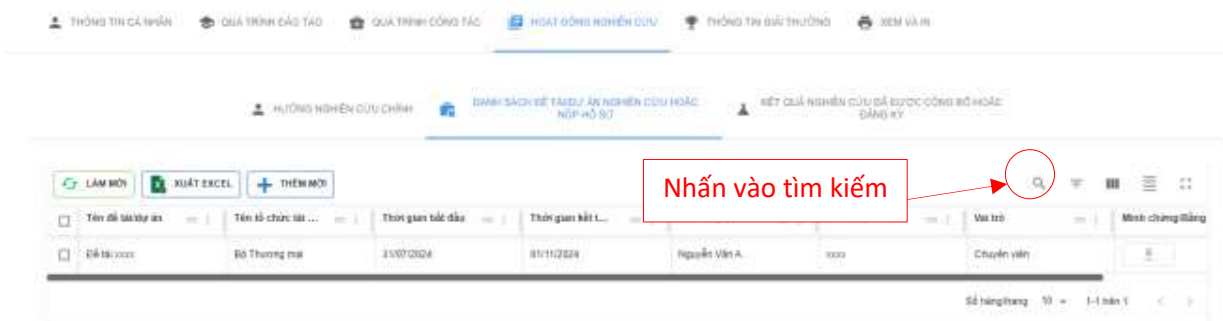 THÔNG TIN CÁ NHÂN QUÁ TRÌNH ĐÀO TẠO QUÁ TRÌNH CÔNG TÁC HOẠT ĐỘNG NGHIÊN CỨU THÔNG TIN GIẢI THƯỞNG XEM VÀ IN
HƯỚNG NGHIÊN CỨU CHÍNH
DANH SÁCH ĐỀ TÀI/DỰ ÁN NGHIÊN CỨU HOẶC
NỘP HỒ SƠ
KẾT QUẢ NGHIÊN CỨU ĐÃ ĐƯỢC CÔNG BỐ HOẶC
ĐĂNG KÝ
Nhấn vào tìm kiếm
LÀM MỚI XUẤT EXCEL THÊM MỚI
Tên đề tài/dự án Tên tổ chức tài ... Thời gian bắt đầu Thời gian kết t... Vai trò Minh chứng/Bằng
Đề tài xxxx Bộ Thương mại 31/07/2024 01/11/2024 Nguyễn Văn A xxxx Chuyên viên
Số hàng/trang 10 1-1 trên 1